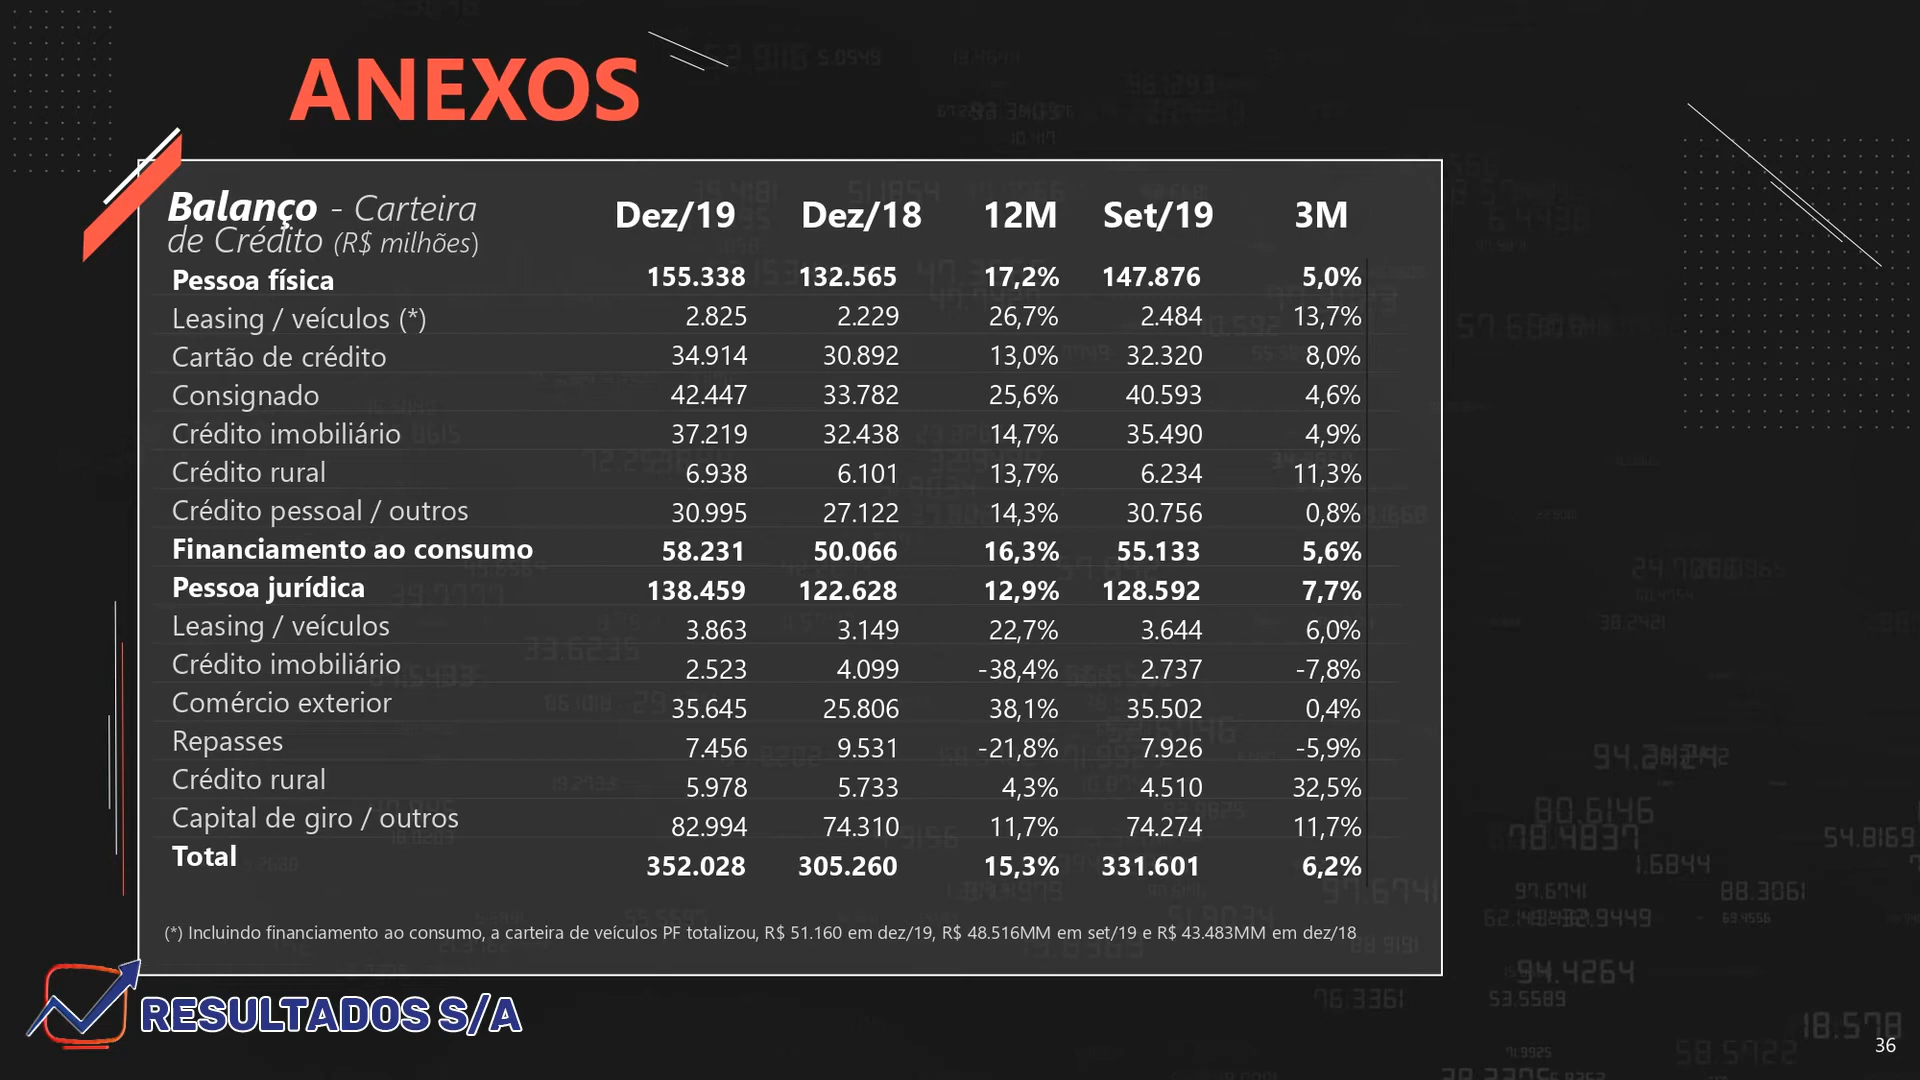 ANEXOS
Balanço - Carteira de Crédito (R$ milhões) Dez/19 Dez/18 12M Set/19 3M
Pessoa física 155.338 132.565 17,2% 147.876 5,0%
Leasing / veículos (*) 2.825 2.229 26,7% 2.484 13,7%
Cartão de crédito 34.914 30.892 13,0% 32.320 8,0%
Consignado 42.447 33.782 25,6% 40.593 4,6%
Crédito imobiliário 37.219 32.438 14,7% 35.490 4,9%
Crédito rural 6.938 6.101 13,7% 6.234 11,3%
Crédito pessoal / outros 30.995 27.122 14,3% 30.756 0,8%
Financiamento ao consumo 58.231 50.066 16,3% 55.133 5,6%
Pessoa jurídica 138.459 122.628 12,9% 128.592 7,7%
Leasing / veículos 3.863 3.149 22,7% 3.644 6,0%
Crédito imobiliário 2.523 4.099 -38,4% 2.737 -7,8%
Comércio exterior 35.645 25.806 38,1% 35.502 0,4%
Repasses 7.456 9.531 -21,8% 7.926 -5,9%
Crédito rural 5.978 5.733 4,3% 4.510 32,5%
Capital de giro / outros 82.994 74.310 11,7% 74.274 11,7%
Total 352.028 305.260 15,3% 331.601 6,2%
(*) Incluindo financiamento ao consumo, a carteira de veículos PF totalizou, R$ 51.160 em dez/19, R$ 48.516MM em set/19 e R$ 43.483MM em dez/18
RESULTADOS S/A
36